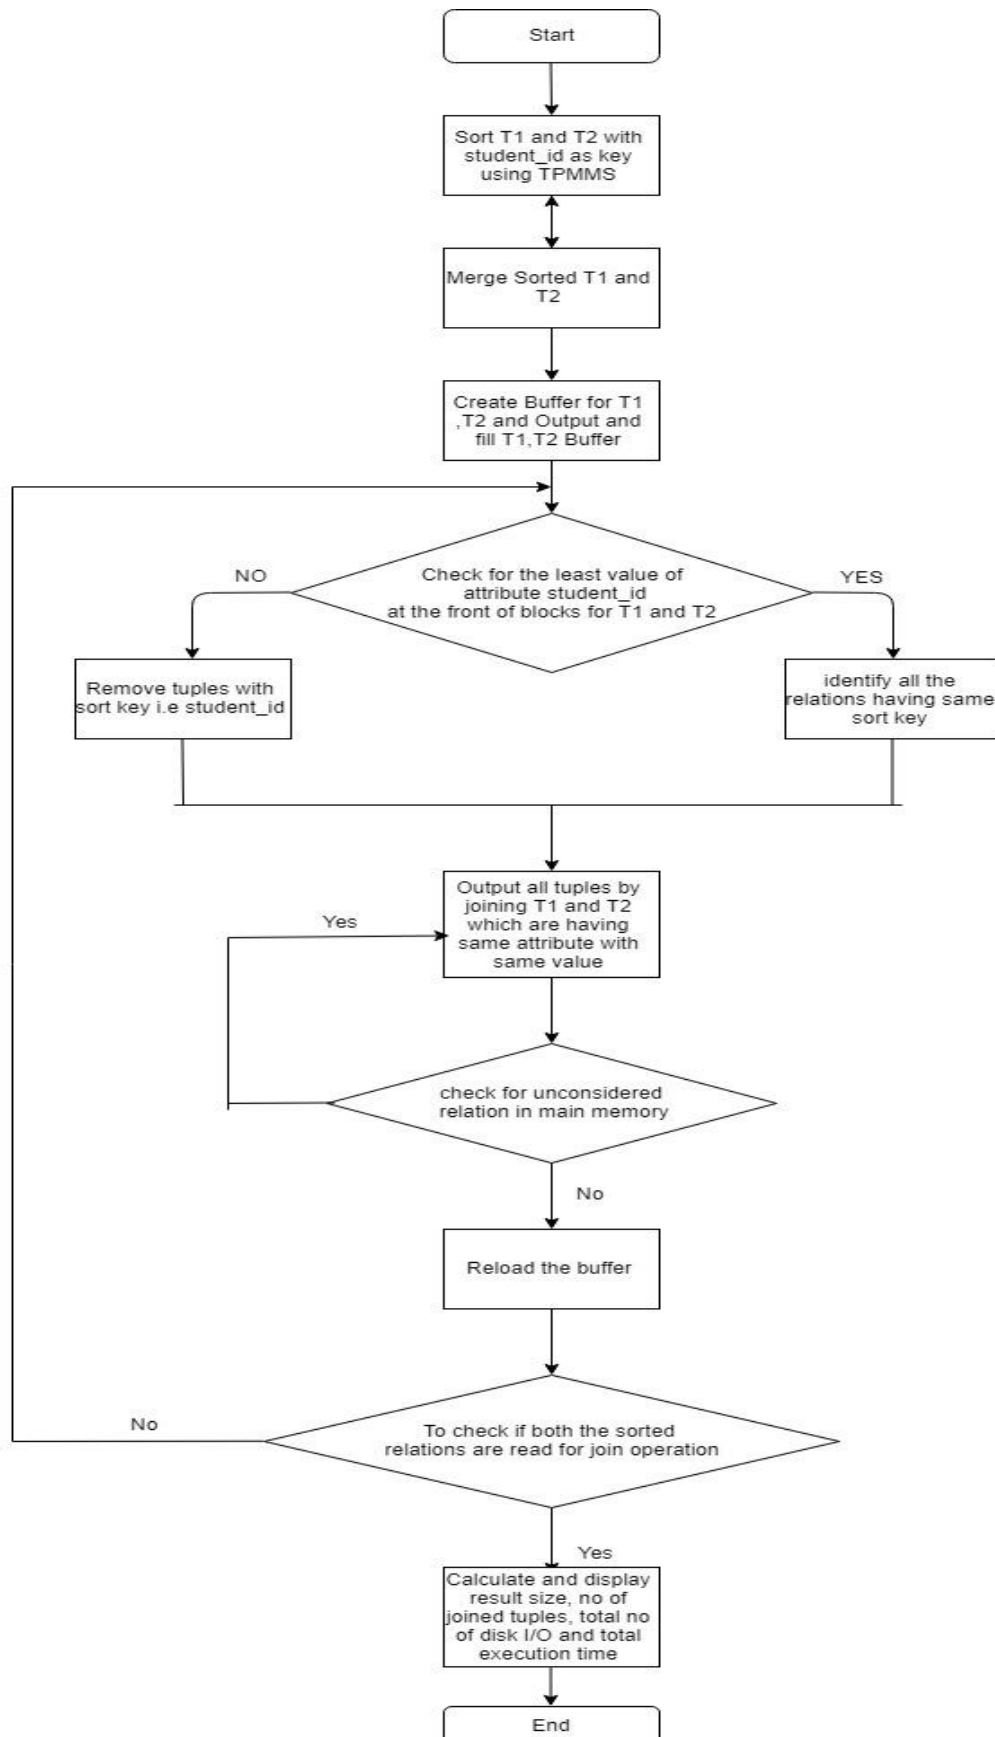 Start
Sort T1 and T2 with
student_id as key
using TPMMS
Merge Sorted T1 and
T2
Create Buffer for T1
,T2 and Output and
fill T1,T2 Buffer
NO
Check for the least value of
attribute student_id
at the front of blocks for T1 and T2
YES
Remove tuples with
sort key i.e student_id
identify all the
relations having same
sort key
Output all tuples by
joining T1 and T2
which are having
same attribute with
same value
Yes
check for unconsidered
relation in main memory
No
Reload the buffer
No
To check if both the sorted
relations are read for join operation
Yes
Calculate and display
result size, no of
joined tuples, total no
of disk I/O and total
execution time
End